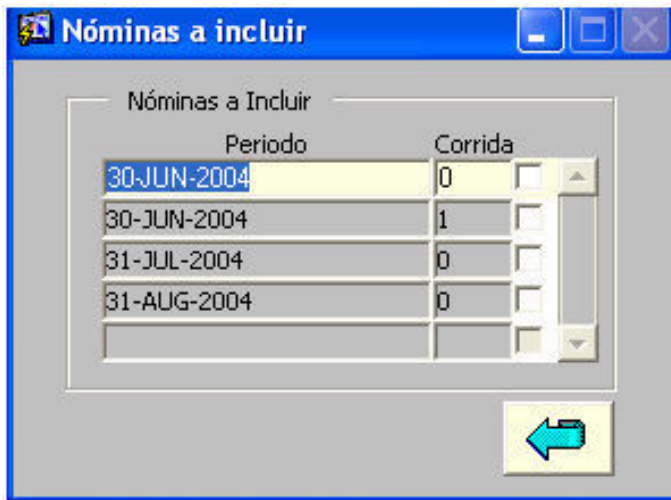 Nóminas a incluir
Nóminas a Incluir
Periodo Corrida
30-JUN-2004 0
30-JUN-2004 1
31-JUL-2004 0
31-AUG-2004 0